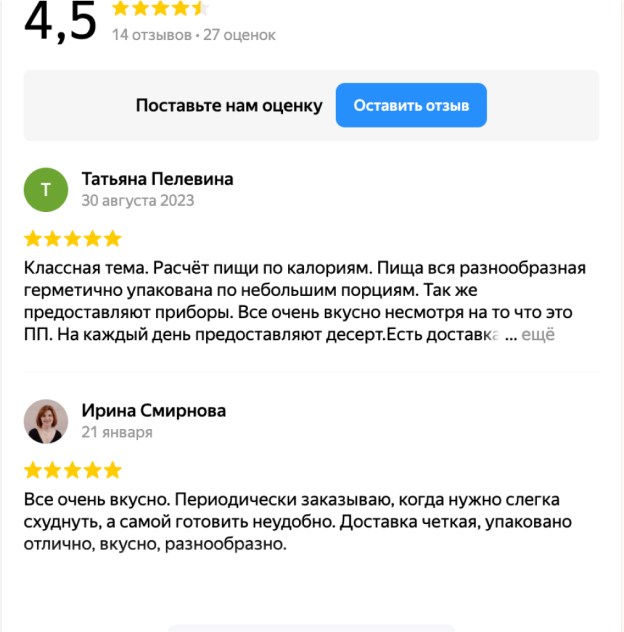 4,5
14 отзывов • 27 оценок
Поставьте нам оценку
Оставить отзыв
Т
Татьяна Пелевина
30 августа 2023
Классная тема. Расчёт пищи по калориям. Пища вся разнообразная
герметично упакована по небольшим порциям. Так же
предоставляют приборы. Все очень вкусно несмотря на то что это
ПП. На каждый день предоставляют десерт.Есть доставка ... ещё
Ирина Смирнова
21 января
Все очень вкусно. Периодически заказываю, когда нужно слегка
схуднуть, а самой готовить неудобно. Доставка четкая, упаковано
отлично, вкусно, разнообразно.